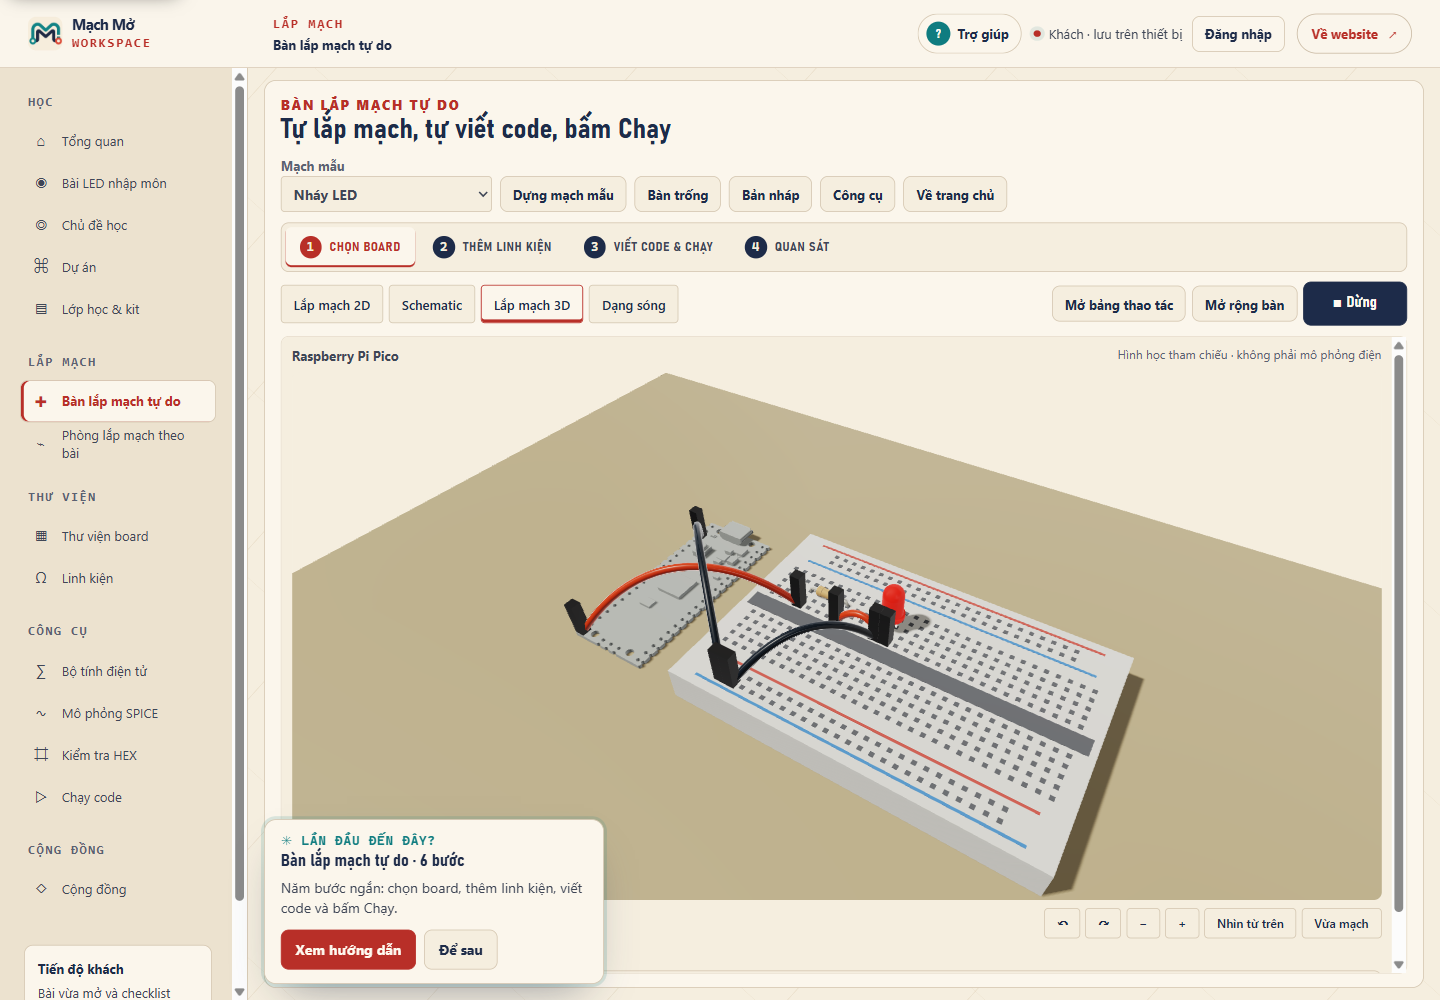 Mạch Mở
WORKSPACE
LẮP MẠCH
Bàn lắp mạch tự do
? Trợ giúp
Khách · lưu trên thiết bị
Đăng nhập
Về website ↗
HỌC
Tổng quan
Bài LED nhập môn
Chủ đề học
Dự án
Lớp học & kit
LẮP MẠCH
Bàn lắp mạch tự do
Phòng lắp mạch theo
bài
THƯ VIỆN
Thư viện board
Linh kiện
CÔNG CỤ
Bộ tính điện tử
Mô phỏng SPICE
Kiểm tra HEX
Chạy code
CỘNG ĐỒNG
Cộng đồng
Tiến độ khách
Bài vừa mở và checklist
BÀN LẮP MẠCH TỰ DO
Tự lắp mạch, tự viết code, bấm Chạy
Mạch mẫu
Nháy LED
Dựng mạch mẫu
Bàn trống
Bản nháp
Công cụ
Về trang chủ
1 CHỌN BOARD
2 THÊM LINH KIỆN
3 VIẾT CODE & CHẠY
4 QUAN SÁT
Lắp mạch 2D
Schematic
Lắp mạch 3D
Dạng sóng
Mở bảng thao tác
Mở rộng bàn
■ Dừng
Raspberry Pi Pico
Hình học tham chiếu · không phải mô phỏng điện
↶
↷
−
+
Nhìn từ trên
Vừa mạch
✳ LẦN ĐẦU ĐẾN ĐÂY?
Bàn lắp mạch tự do · 6 bước
Năm bước ngắn: chọn board, thêm linh kiện, viết
code và bấm Chạy.
Xem hướng dẫn
Để sau